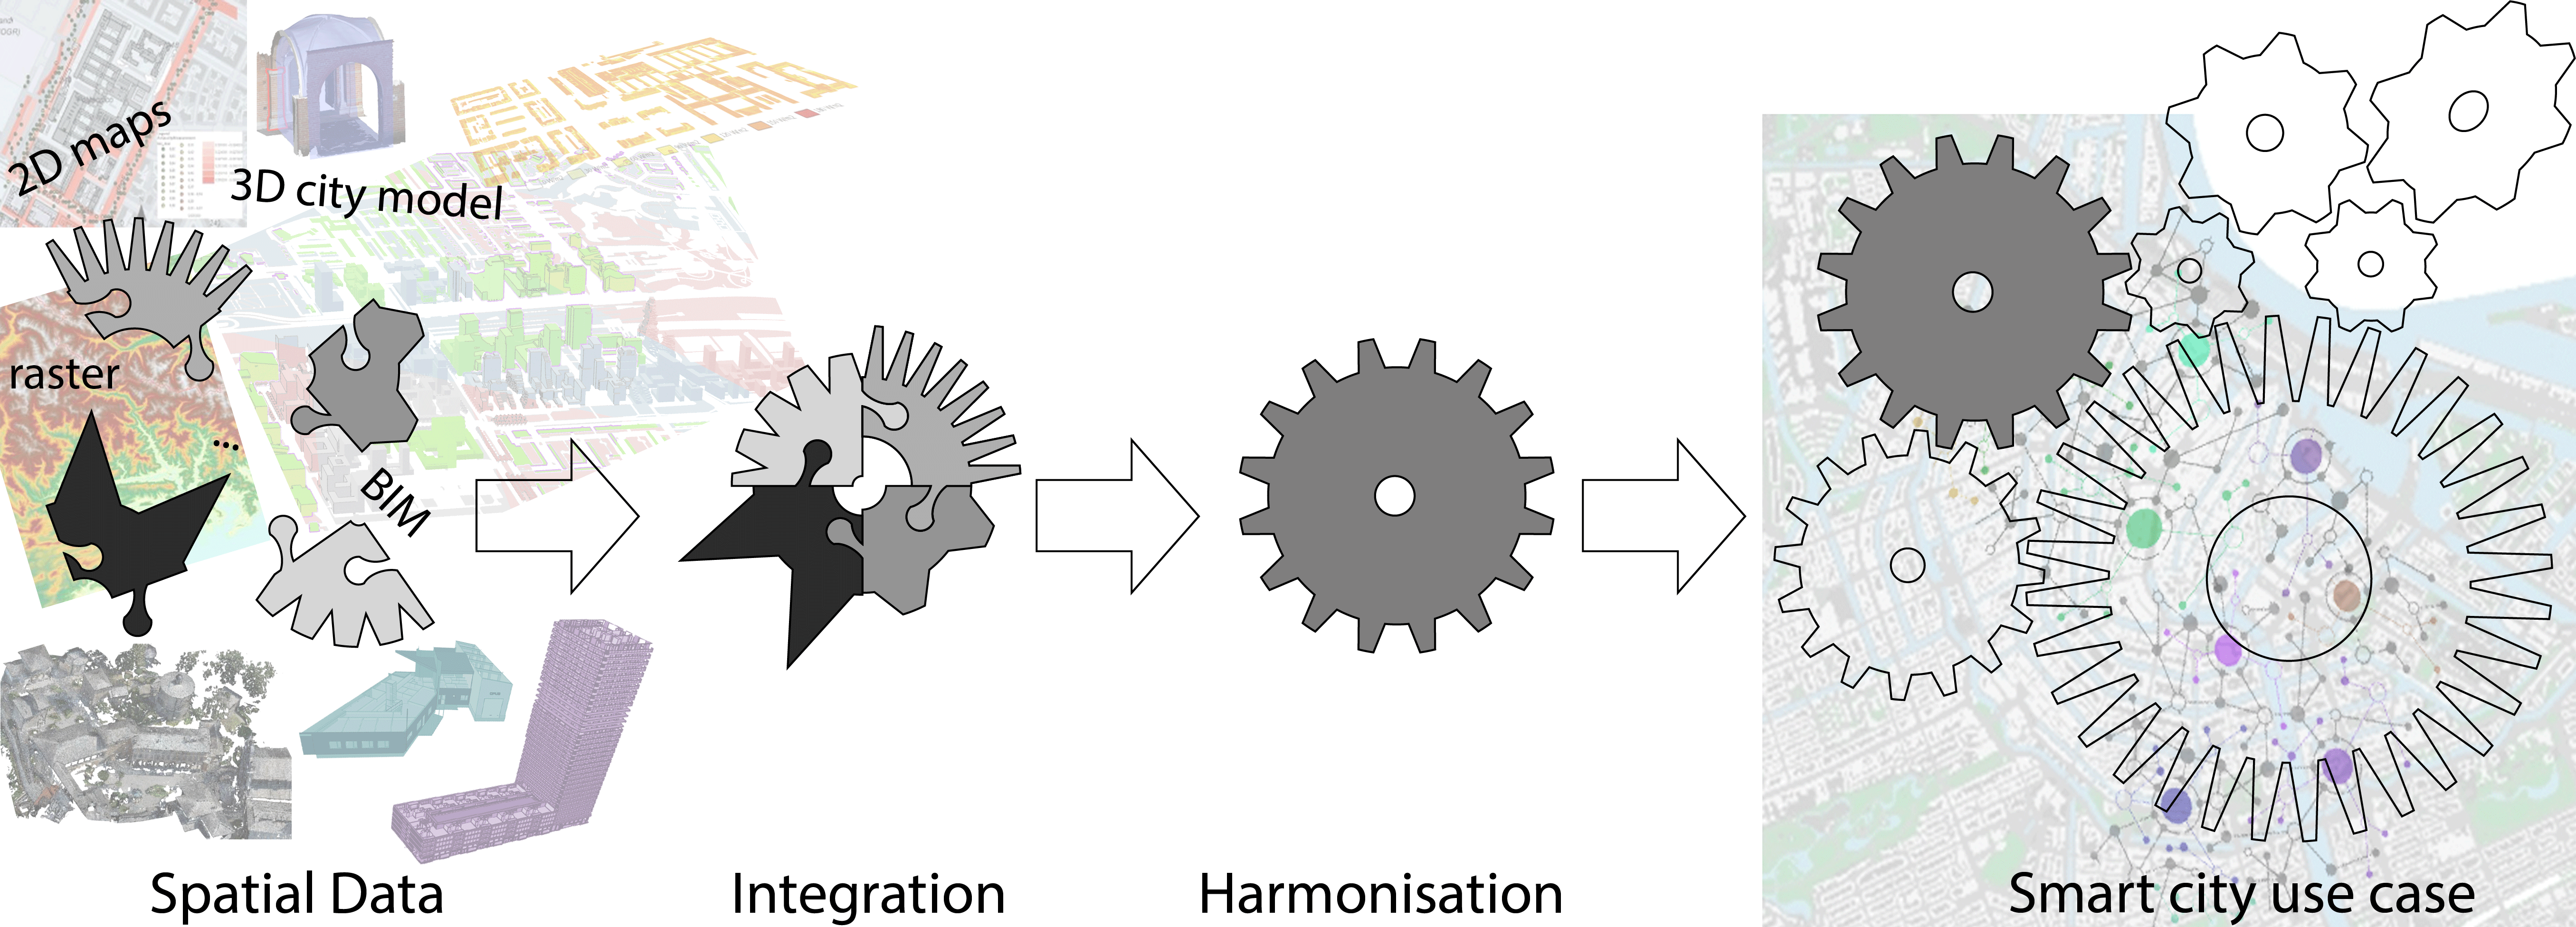 2D maps
3D city model
raster
...
BIM
Spatial Data
Integration
Harmonisation
Smart city use case